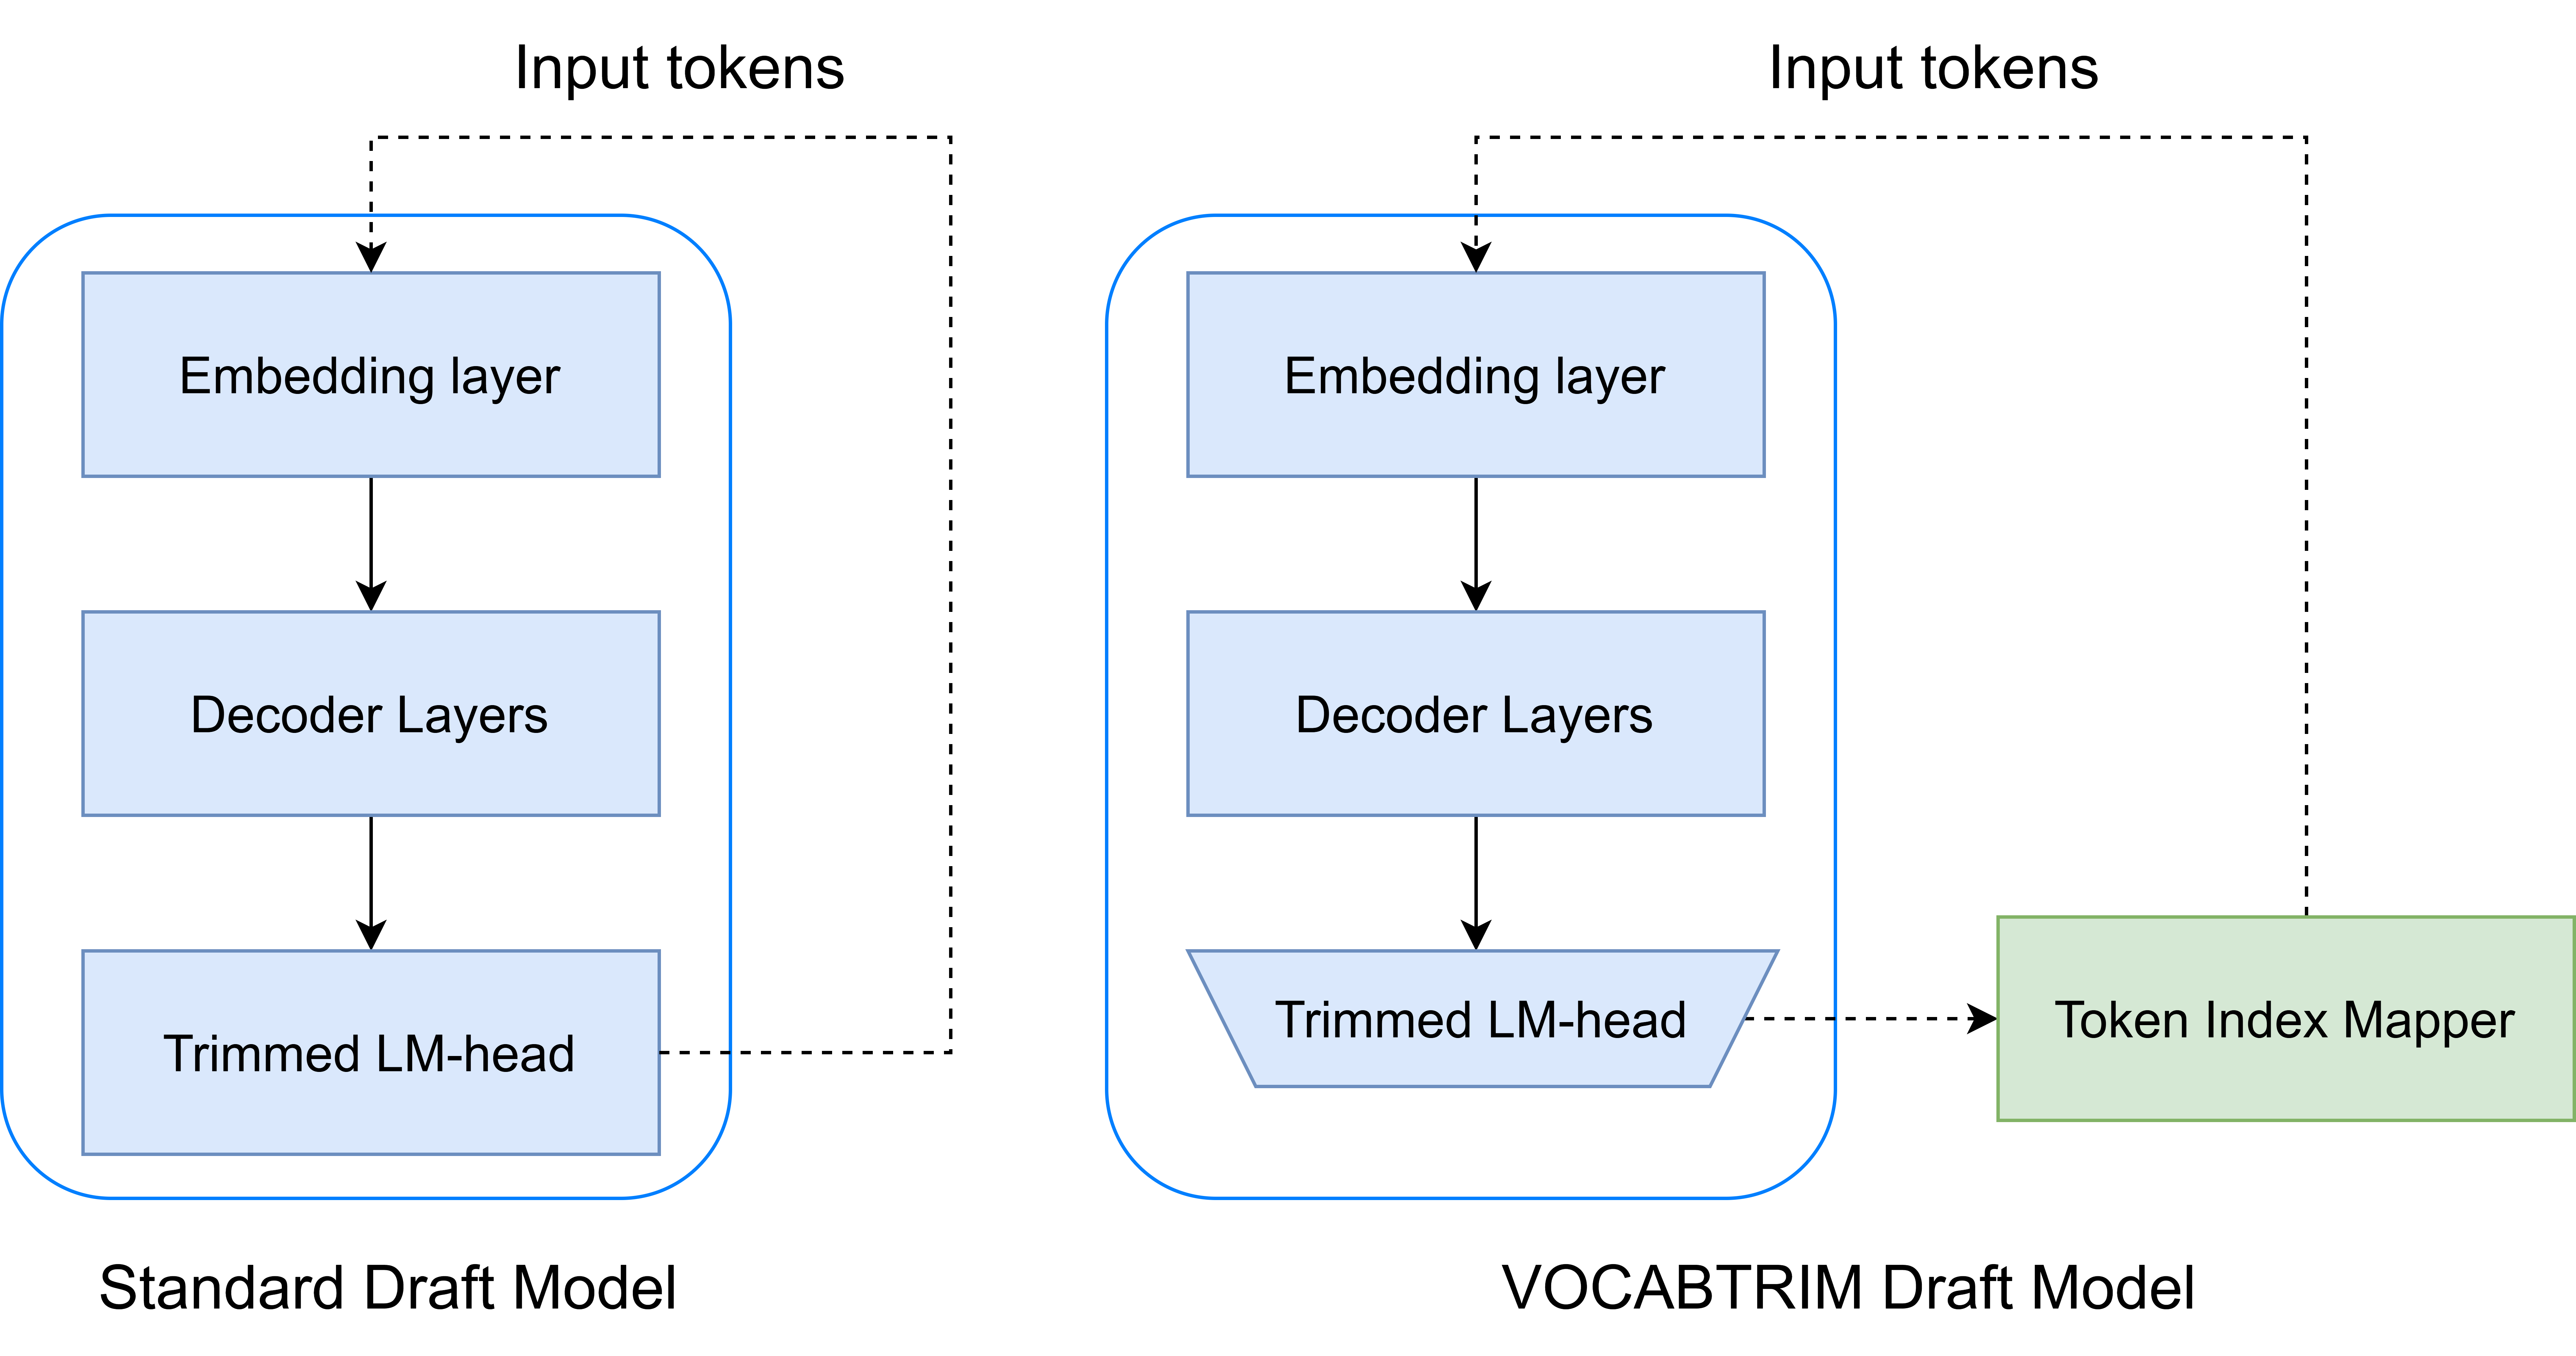 Input tokens
Embedding layer
Decoder Layers
Trimmed LM-head
Standard Draft Model
Input tokens
Embedding layer
Decoder Layers
Trimmed LM-head
Token Index Mapper
VOCABTRIM Draft Model